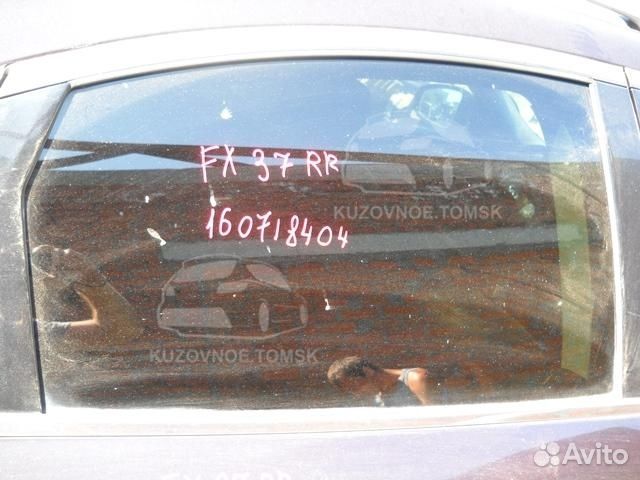 FX 37 RR
KUZOVNOE.TOMSK
160718404
KUZOVNOE.TOMSK
Avito